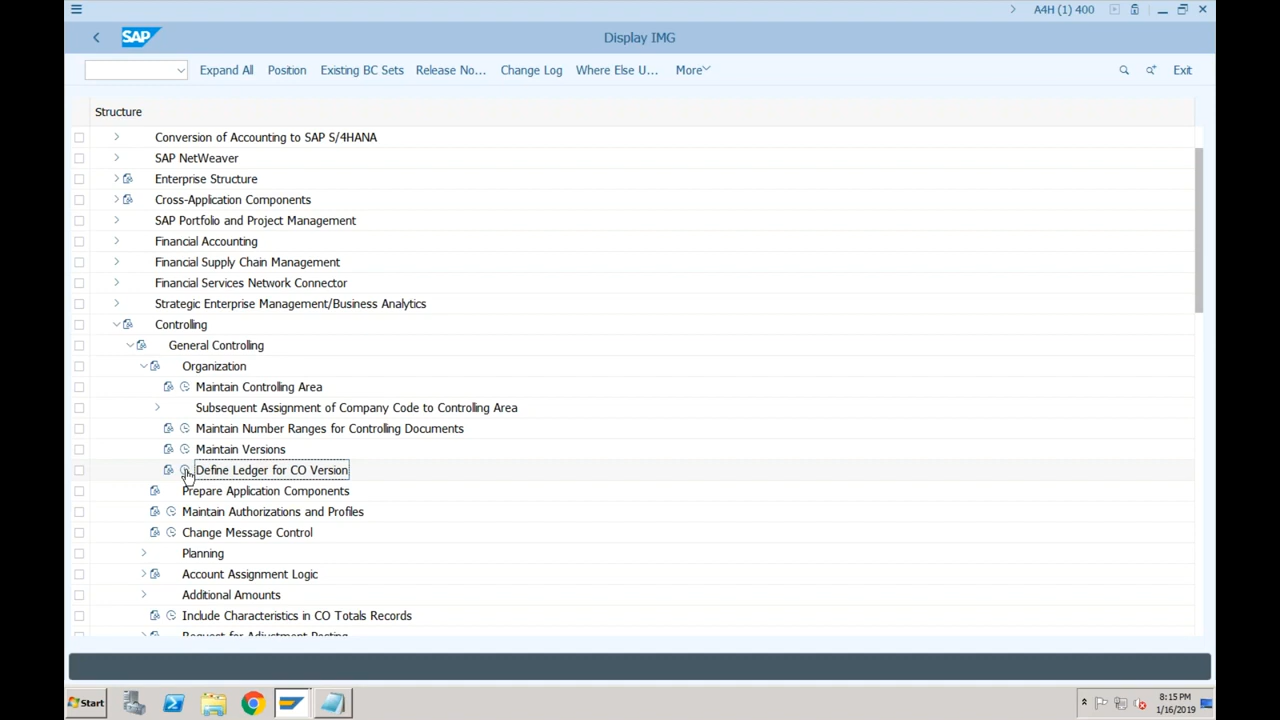 A4H (1) 400
SAP
Display IMG
Expand All
Position
Existing BC Sets
Release No...
Change Log
Where Else U...
More
Exit
Structure
Conversion of Accounting to SAP S/4HANA
SAP NetWeaver
Enterprise Structure
Cross-Application Components
SAP Portfolio and Project Management
Financial Accounting
Financial Supply Chain Management
Financial Services Network Connector
Strategic Enterprise Management/Business Analytics
Controlling
General Controlling
Organization
Maintain Controlling Area
Subsequent Assignment of Company Code to Controlling Area
Maintain Number Ranges for Controlling Documents
Maintain Versions
Define Ledger for CO Version
Prepare Application Components
Maintain Authorizations and Profiles
Change Message Control
Planning
Account Assignment Logic
Additional Amounts
Include Characteristics in CO Totals Records
Request for Adjustment Posting
Start
8:15 PM
1/16/2019